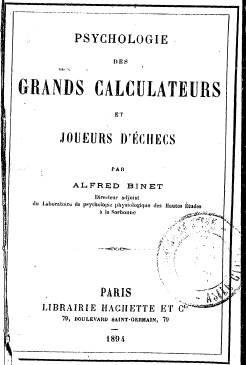 PSYCHOLOGIE
DES
GRANDS CALCULATEURS
ET
JOUEURS D'ÉCHECS
PAR
ALFRED BINET
Directeur adjoint
du Laboratoire de psychologie physiologique des Hautes Études
à la Sorbonne
PARIS
LIBRAIRIE HACHETTE ET Cie
79, BOULEVARD SAINT-GERMAIN, 79
1894